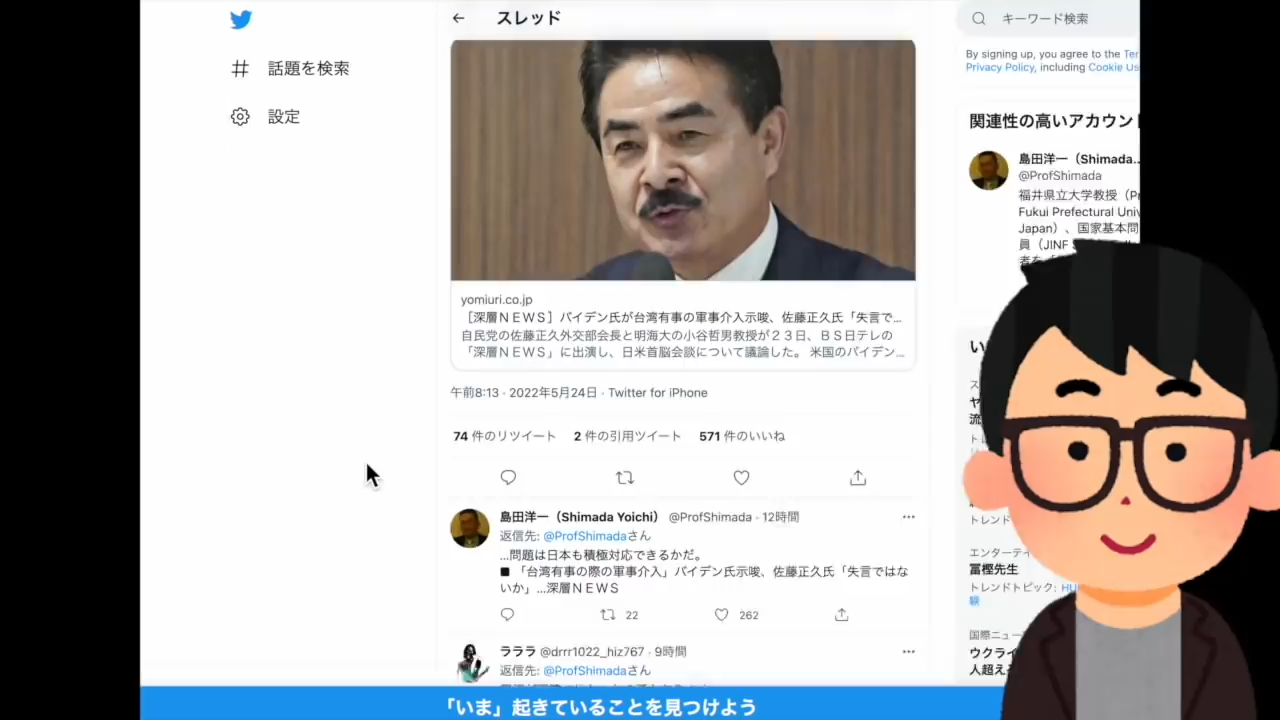 スレッド
キーワード検索
話題を検索
設定
By signing up, you agree to the Ter
Privacy Policy, including Cookie Us
関連性の高いアカウント
島田洋一（Shimada...
@ProfShimada
福井県立大学教授（Pr
Fukui Prefectural Univ
Japan）、国家基本問
員（JINF
yomiuri.co.jp
［深層ＮＥＷＳ］バイデン氏が台湾有事の軍事介入示唆、佐藤正久氏「失言で...
自民党の佐藤正久外交部会長と明海大の小谷哲男教授が２３日、ＢＳ日テレの
「深層ＮＥＷＳ」に出演し、日米首脳会談について議論した。 米国のバイデン...
午前8:13 · 2022年5月24日 · Twitter for iPhone
74 件のリツイート 2 件の引用ツイート 571 件のいいね
島田洋一（Shimada Yoichi） @ProfShimada · 12時間
返信先: @ProfShimadaさん
...問題は日本も積極対応できるかだ。
■ 「台湾有事の際の軍事介入」バイデン氏示唆、佐藤正久氏「失言ではな
いか」...深層ＮＥＷＳ
22 262
ラララ @drrr1022_hiz767 · 9時間
返信先: @ProfShimadaさん
トレンド
エンターテイ
冨樫先生
トレンドトピック: HU
国際ニュー
ウクライ
人超え
「いま」起きていることを見つけよう